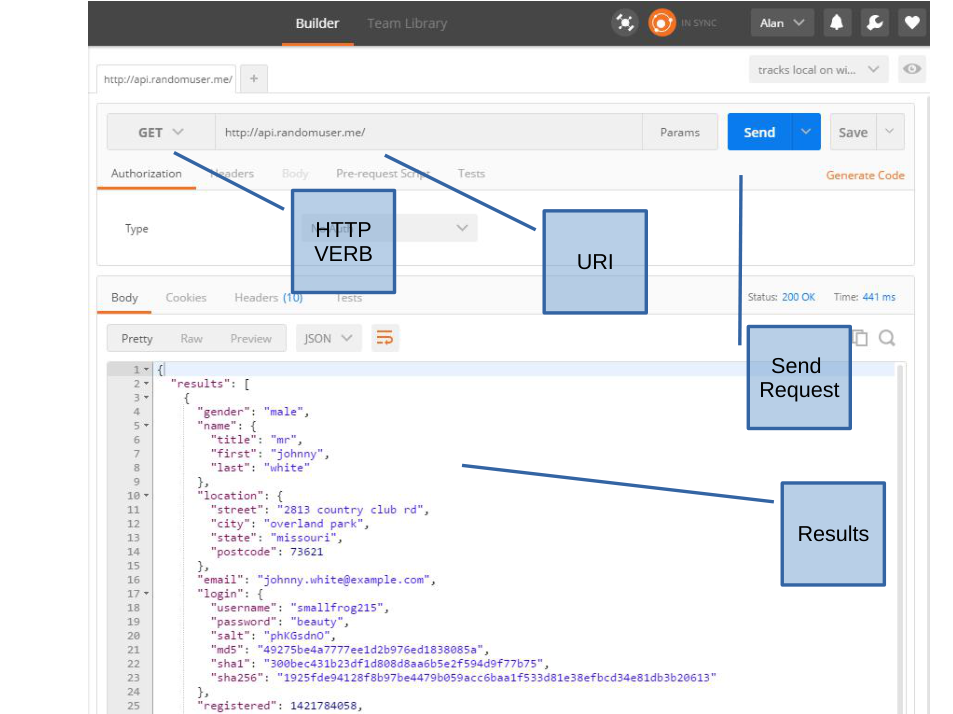 Builder Team Library IN SYNC Alan
http://api.randomuser.me/ + tracks local on wi...
GET http://api.randomuser.me/ Params Send Save
Authorization Headers Body Pre-request Script Tests Generate Code
Type
HTTP
VERB
URI
Body Cookies Headers (10) Tests Status: 200 OK Time: 441 ms
Pretty Raw Preview JSON
Send
Request
1 {
2 "results": [
3 {
4 "gender": "male",
5 "name": {
6 "title": "mr",
7 "first": "johnny",
8 "last": "white"
9 },
10 "location": {
11 "street": "2813 country club rd",
12 "city": "overland park",
13 "state": "missouri",
14 "postcode": 73621
15 },
16 "email": "johnny.white@example.com",
17 "login": {
18 "username": "smallfrog215",
19 "password": "beauty",
20 "salt": "phKGsdnO",
21 "md5": "49275be4a7777ee1d2b976ed1838085a",
22 "sha1": "300bec431b23df1d808d8aa6b5e2f594d9f77b75",
23 "sha256": "1925fde94128f8b97be4479b059acc6baa1f533d81e38efbcd34e81db3b20613"
24 },
25 "registered": 1421784058,
Results